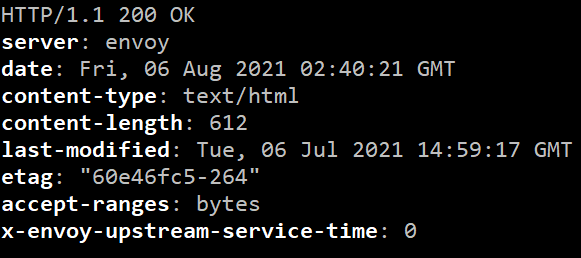 HTTP/1.1 200 OK
server: envoy
date: Fri, 06 Aug 2021 02:40:21 GMT
content-type: text/html
content-length: 612
last-modified: Tue, 06 Jul 2021 14:59:17 GMT
etag: "60e46fc5-264"
accept-ranges: bytes
x-envoy-upstream-service-time: 0